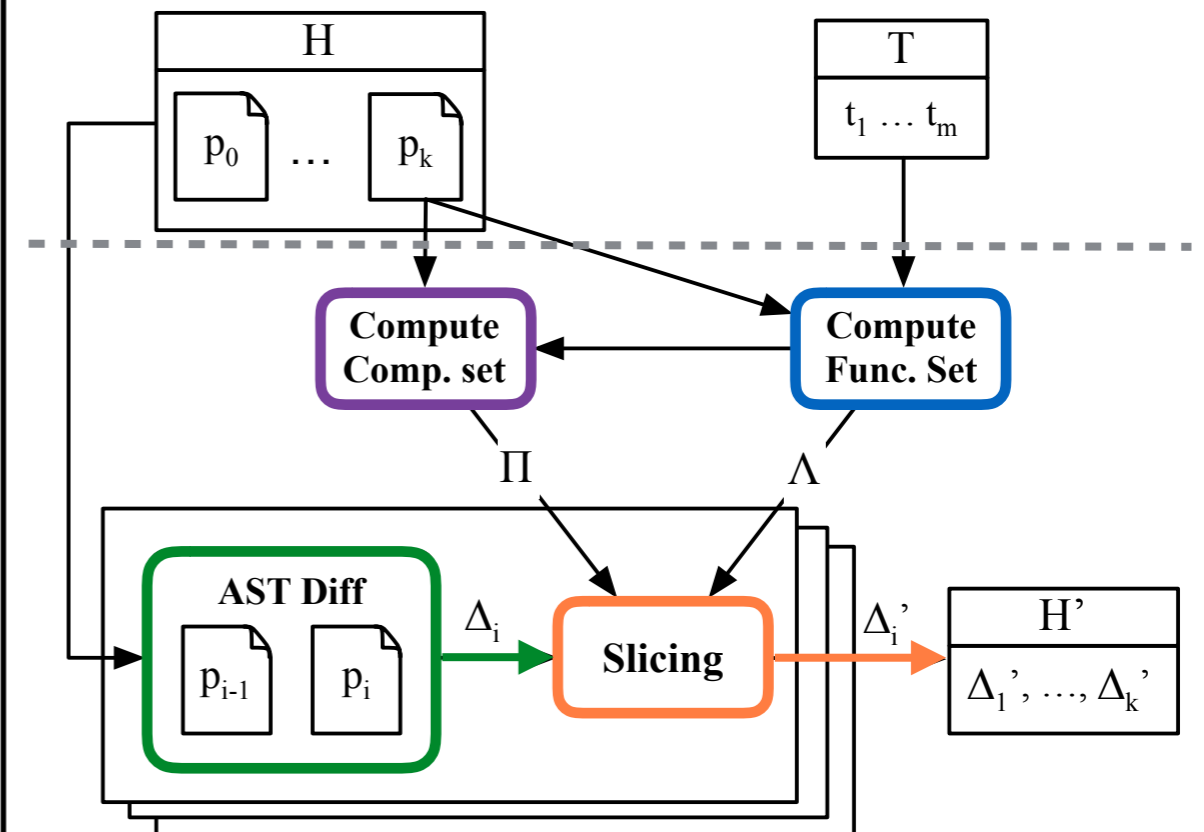 H
T
p₀ … pₖ
t₁ … tₘ
Compute
Comp. set
Compute
Func. Set
Π
Λ
AST Diff
pᵢ₋₁ pᵢ
Δᵢ
Slicing
Δᵢ’
H’
Δ₁’, …, Δₖ’